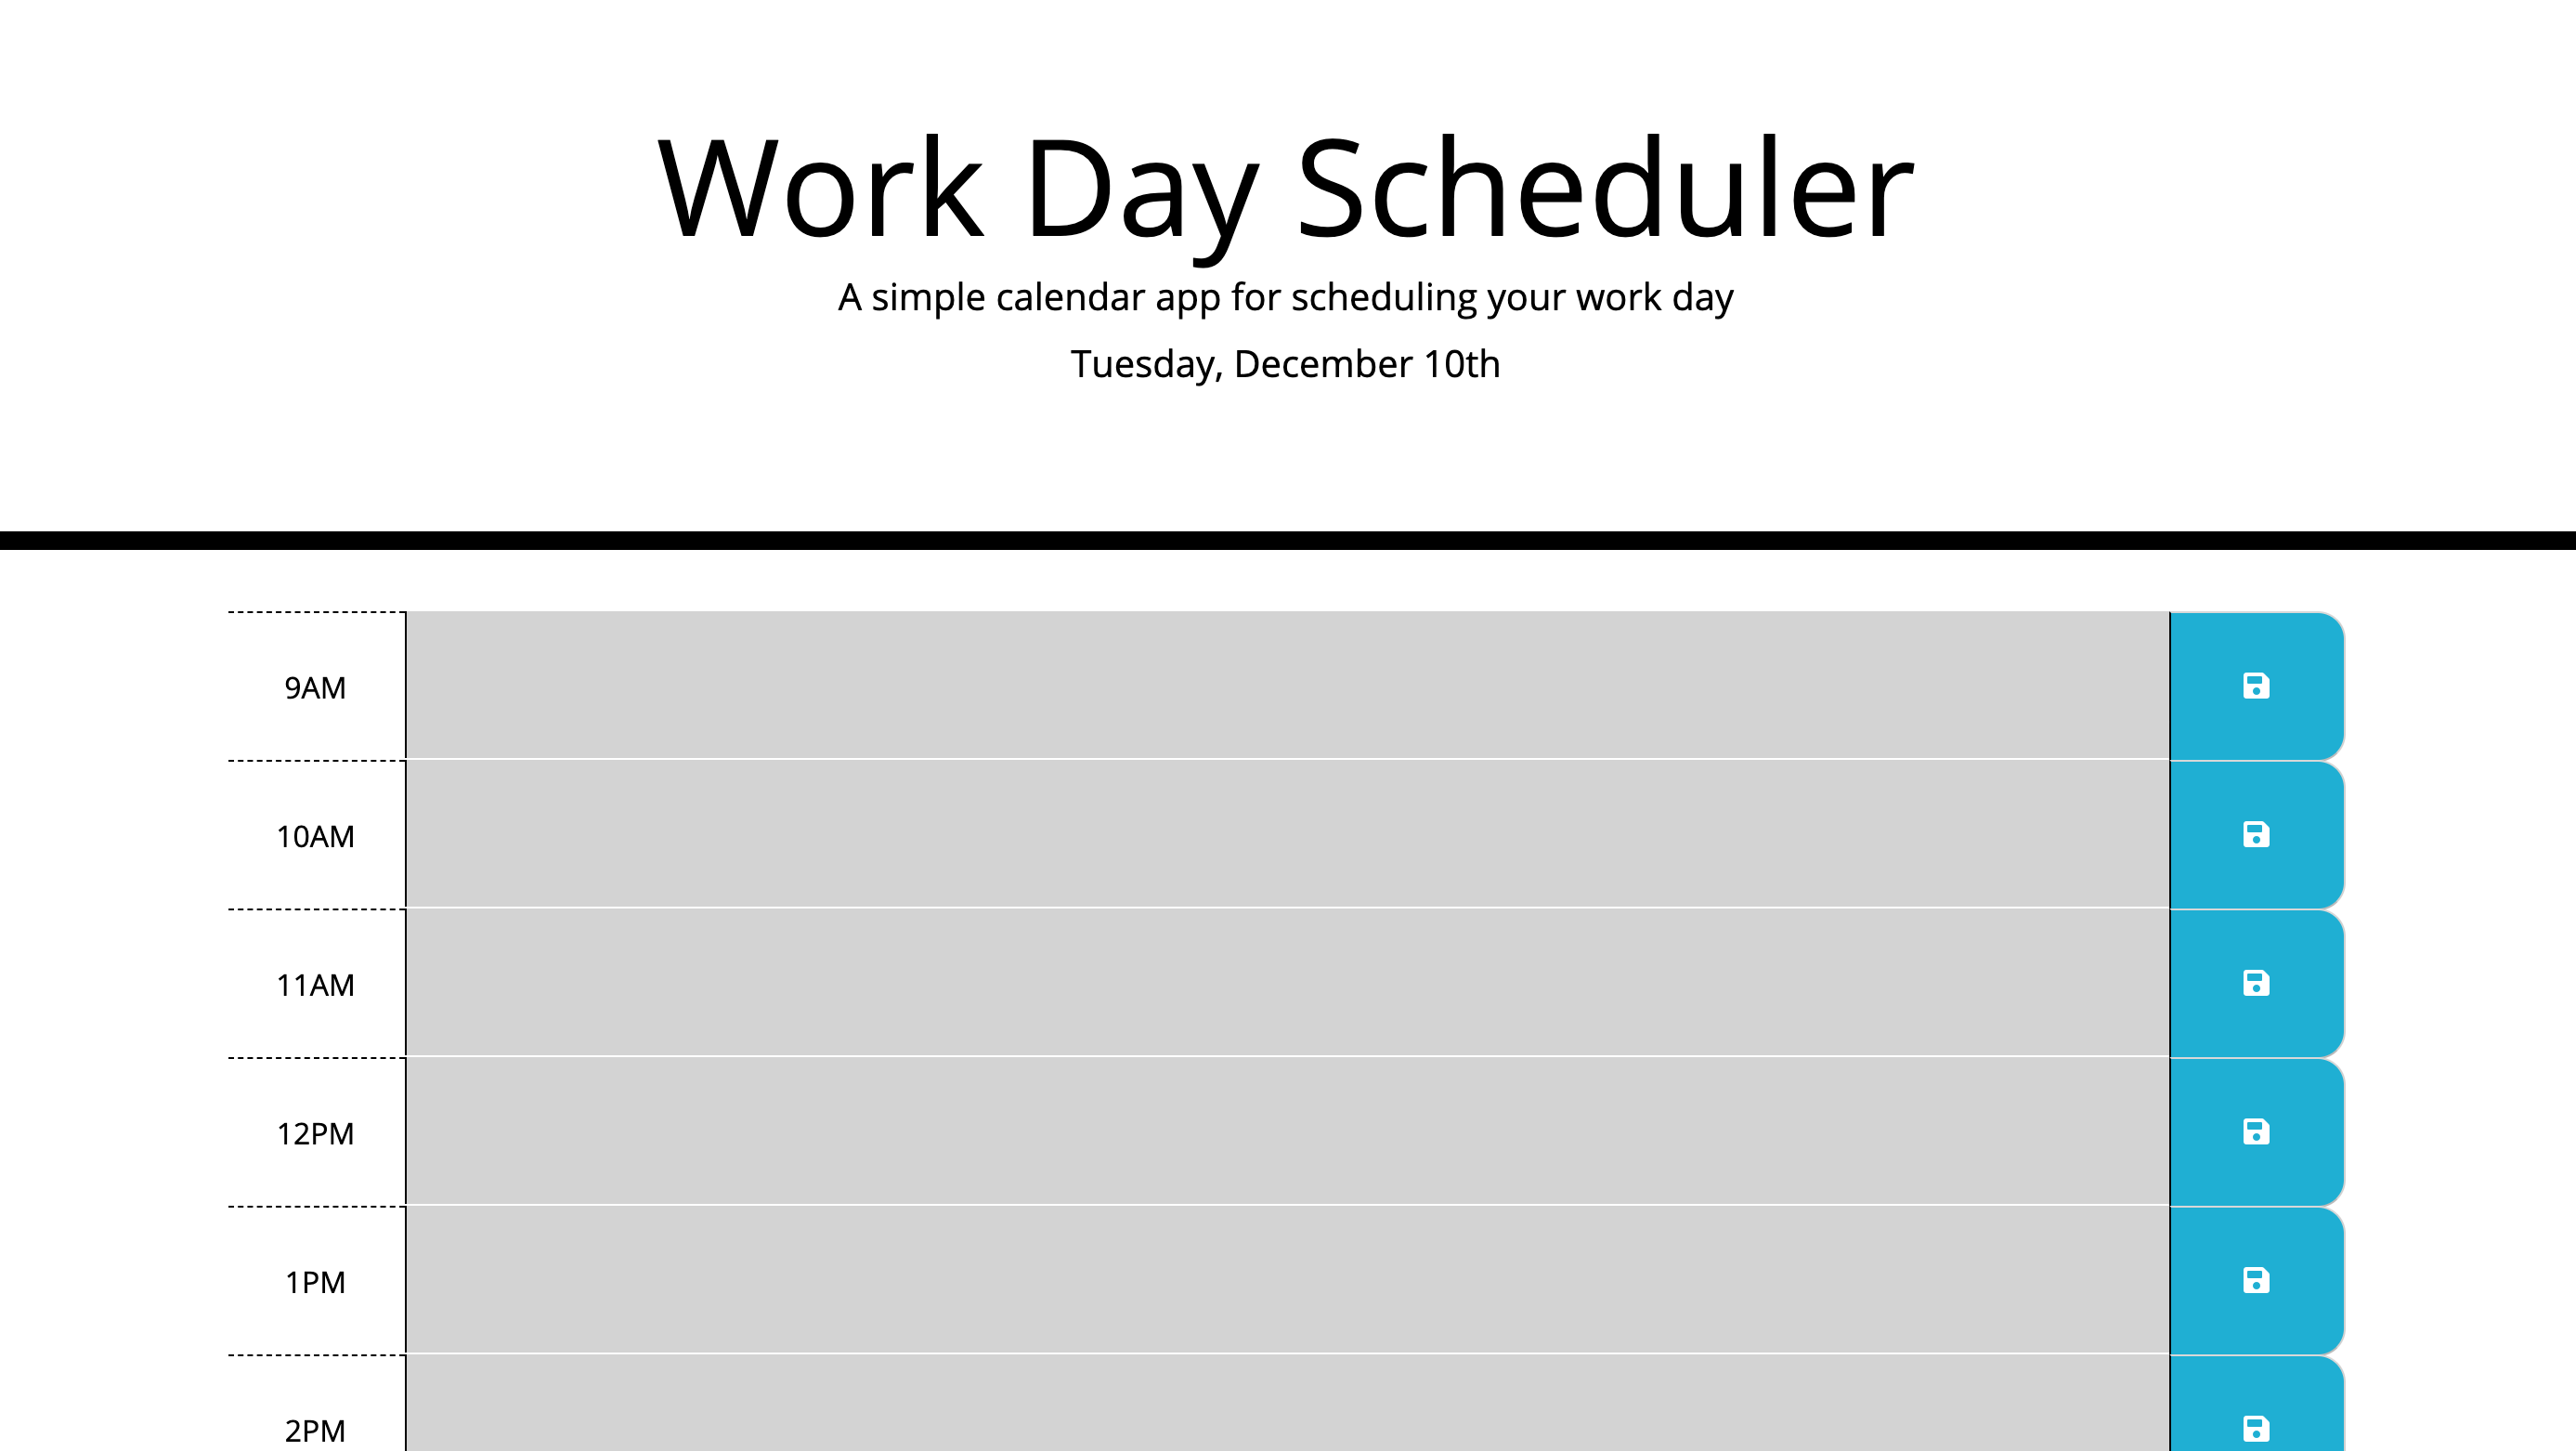 Work Day Scheduler
A simple calendar app for scheduling your work day
Tuesday, December 10th
9AM
10AM
11AM
12PM
1PM
2PM